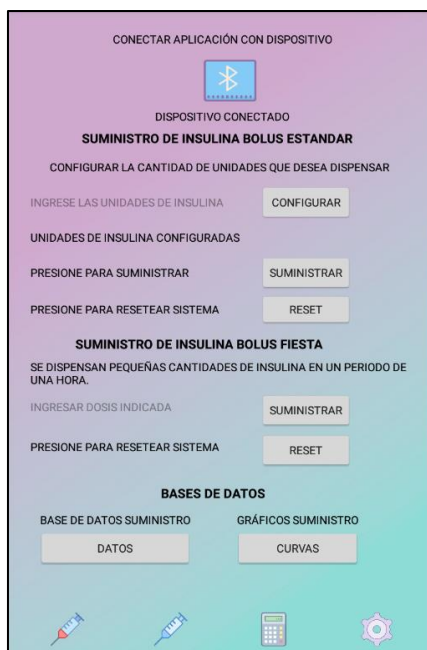 CONECTAR APLICACIÓN CON DISPOSITIVO
DISPOSITIVO CONECTADO
SUMINISTRO DE INSULINA BOLUS ESTANDAR
CONFIGURAR LA CANTIDAD DE UNIDADES QUE DESEA DISPENSAR
INGRESE LAS UNIDADES DE INSULINA CONFIGURAR
UNIDADES DE INSULINA CONFIGURADAS
PRESIONE PARA SUMINISTRAR SUMINISTRAR
PRESIONE PARA RESETEAR SISTEMA RESET
SUMINISTRO DE INSULINA BOLUS FIESTA
SE DISPENSAN PEQUEÑAS CANTIDADES DE INSULINA EN UN PERIODO DE
UNA HORA.
INGRESAR DOSIS INDICADA SUMINISTRAR
PRESIONE PARA RESETEAR SISTEMA RESET
BASES DE DATOS
BASE DE DATOS SUMINISTRO GRÁFICOS SUMINISTRO
DATOS CURVAS